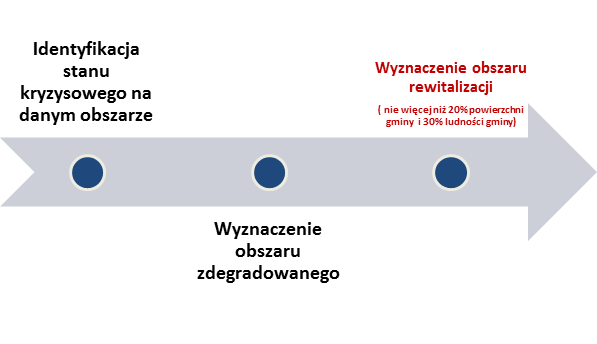 Identyfikacja
stanu
kryzysowego na
danym obszarze
Wyznaczenie
obszaru
zdegradowanego
Wyznaczenie obszaru
rewitalizacji
( nie więcej niż 20% powierzchni
gminy i 30% ludności gminy)